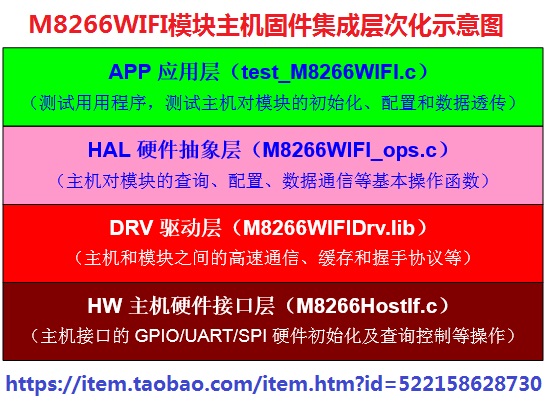 M8266WIFI模块主机固件集成层次化示意图
APP 应用层（test_M8266WIFI.c）
（测试用用程序，测试主机对模块的初始化、配置和数据透传）
HAL 硬件抽象层（M8266WIFI_ops.c）
（主机对模块的查询、配置、数据通信等基本操作函数）
DRV 驱动层（M8266WIFIDrv.lib）
（主机和模块之间的高速通信、缓存和握手协议等）
HW 主机硬件接口层（M8266HostIf.c）
（主机接口的 GPIO/UART/SPI 硬件初始化及查询控制等操作）
https://item.taobao.com/item.htm?id=522158628730